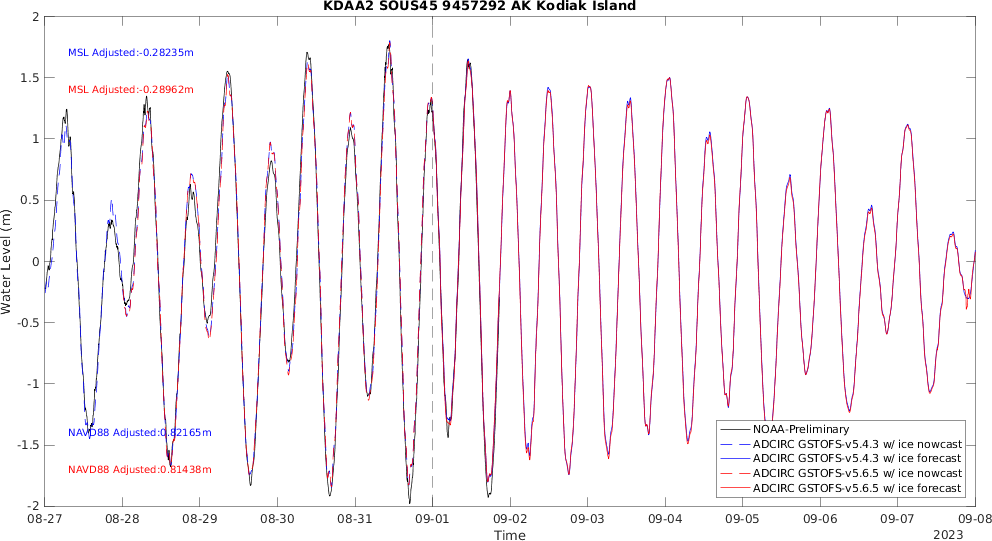 KDAA2 SOUS45 9457292 AK Kodiak Island
2
1.5
1
0.5
0
-0.5
-1
-1.5
-2
Water Level (m)
MSL Adjusted:-0.28235m
MSL Adjusted:-0.28962m
NAVD88 Adjusted:0.82165m
NAVD88 Adjusted:0.81438m
NOAA-Preliminary
ADCIRC GSTOFS-v5.4.3 w/ ice nowcast
ADCIRC GSTOFS-v5.4.3 w/ ice forecast
ADCIRC GSTOFS-v5.6.5 w/ ice nowcast
ADCIRC GSTOFS-v5.6.5 w/ ice forecast
08-27 08-28 08-29 08-30 08-31 09-01 09-02 09-03 09-04 09-05 09-06 09-07 09-08
Time
2023